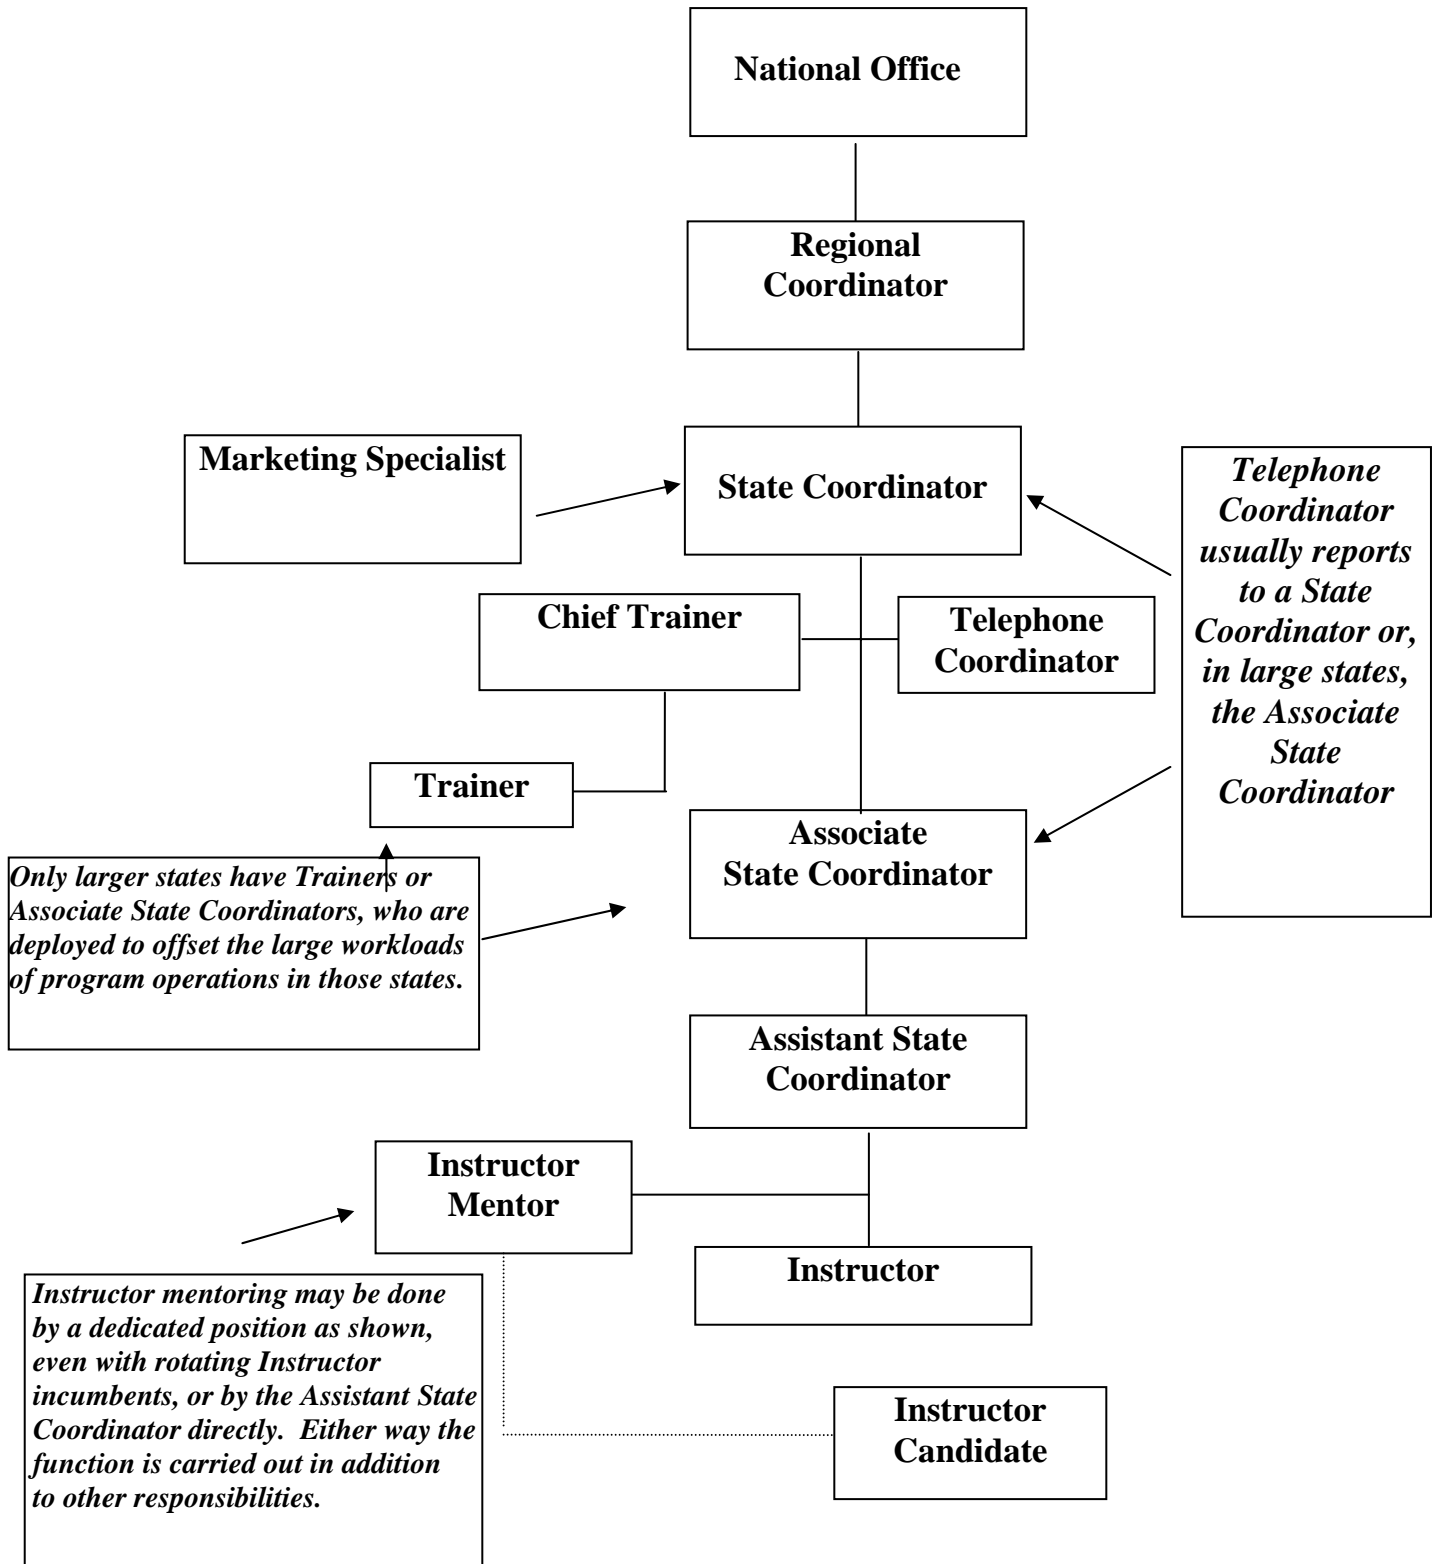 National Office
Regional
Coordinator
Marketing Specialist
State Coordinator
Telephone
Coordinator
usually reports
to a State
Coordinator or,
in large states,
the Associate
State
Coordinator
Chief Trainer
Telephone
Coordinator
Trainer
Associate
State Coordinator
Only larger states have Trainers or
Associate State Coordinators, who are
deployed to offset the large workloads
of program operations in those states.
Assistant State
Coordinator
Instructor
Mentor
Instructor
Instructor mentoring may be done
by a dedicated position as shown,
even with rotating Instructor
incumbents, or by the Assistant State
Coordinator directly.  Either way the
function is carried out in addition
to other responsibilities.
Instructor
Candidate